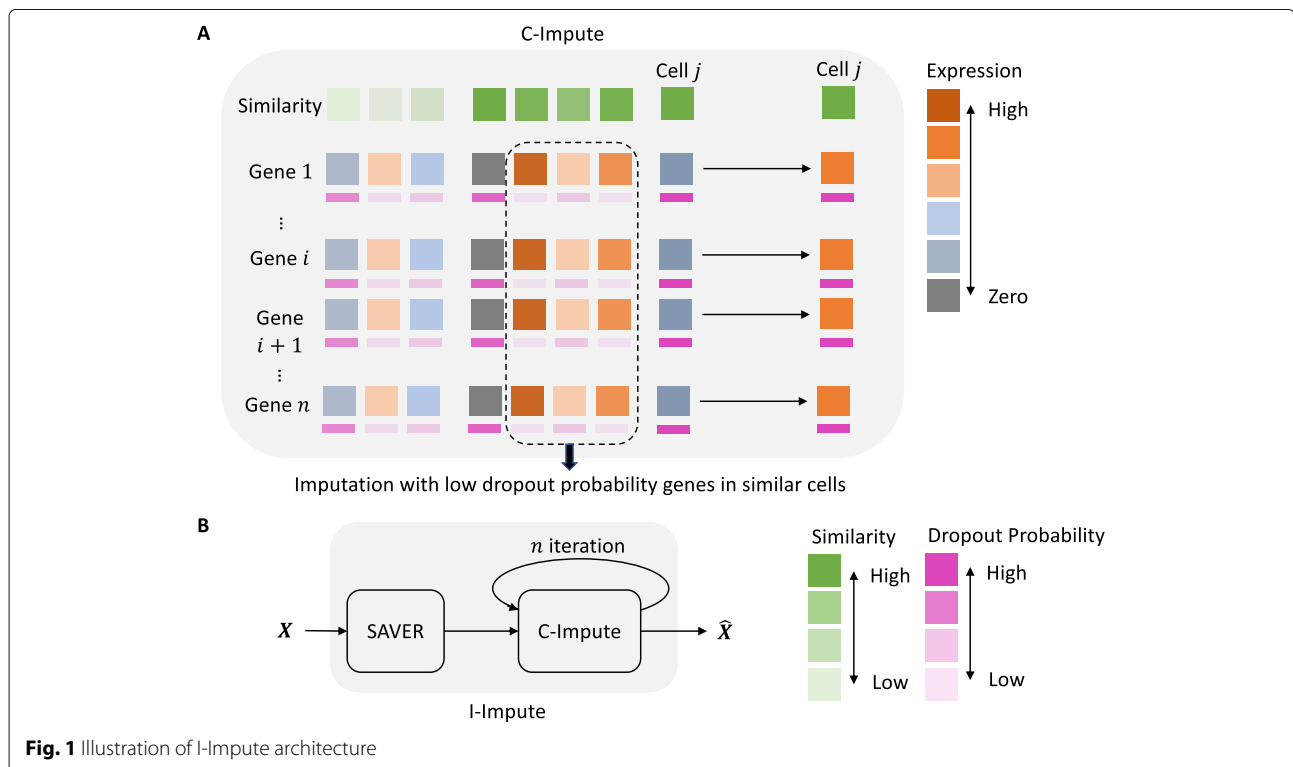 A
C-Impute
Cell j
Cell j
Expression
Similarity
High
Gene 1
⋮
Gene i
Gene
i + 1
⋮
Gene n
Zero
Imputation with low dropout probability genes in similar cells
B
n iteration
Similarity
Dropout Probability
X
SAVER
C-Impute
X̂
High
High
Low
Low
I-Impute
Fig. 1 Illustration of I-Impute architecture